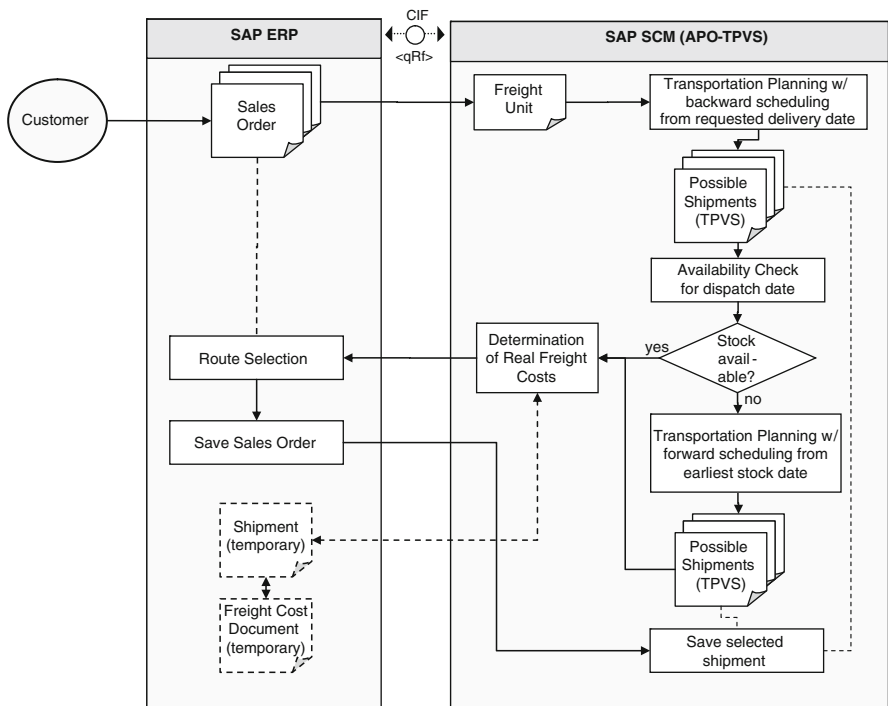 CIF
<qRf>
SAP ERP
SAP SCM (APO-TPVS)
Customer
Sales
Order
Freight
Unit
Transportation Planning w/
backward scheduling
from requested delivery date
Possible
Shipments
(TPVS)
Availability Check
for dispatch date
Stock
avail -
able?
yes
no
Determination
of Real Freight
Costs
Route Selection
Save Sales Order
Transportation Planning w/
forward scheduling from
earliest stock date
Possible
Shipments
(TPVS)
Shipment
(temporary)
Freight Cost
Document
(temporary)
Save selected
shipment